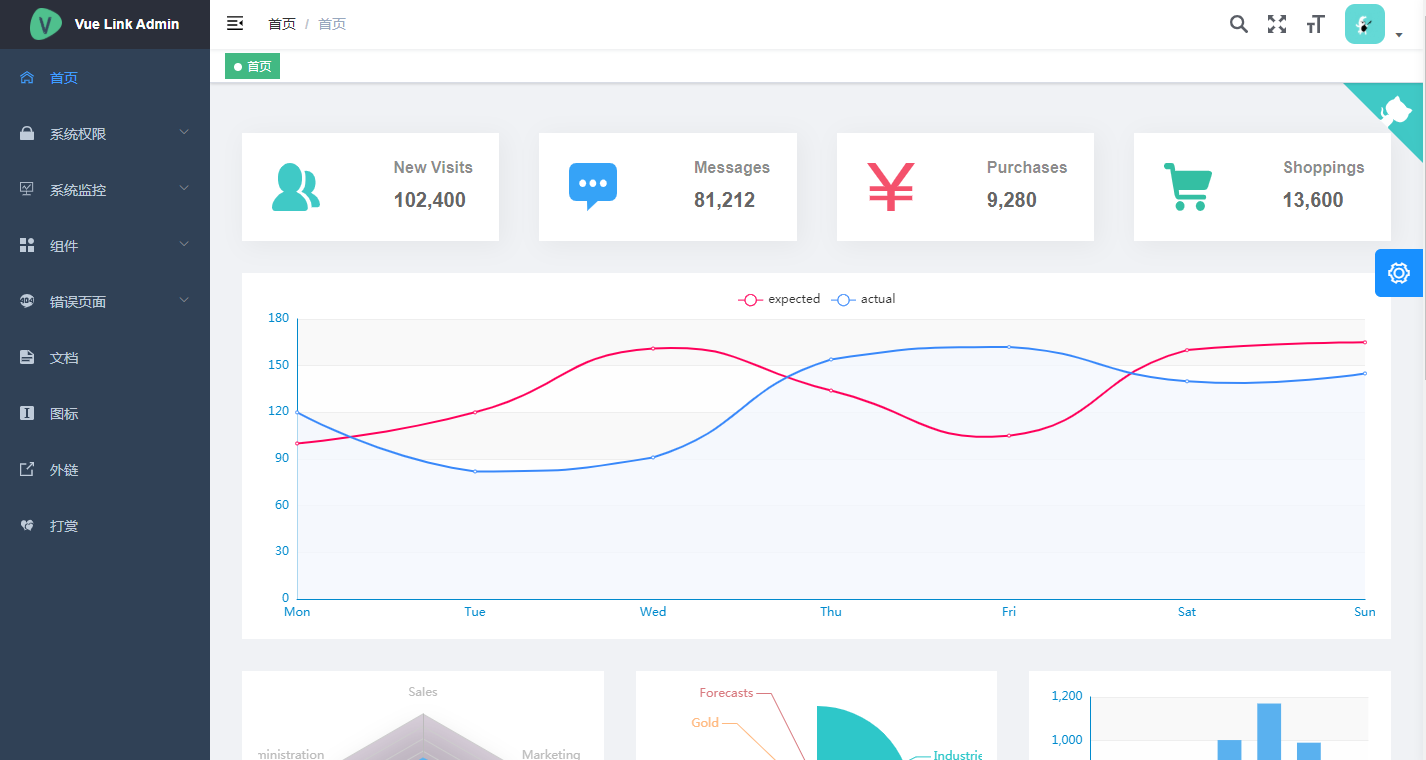 Vue Link Admin
首页 / 首页
首页
首页
系统权限
系统监控
组件
错误页面
文档
图标
外链
打赏
New Visits
102,400
Messages
81,212
Purchases
9,280
Shoppings
13,600
expected
actual
180
150
120
90
60
30
0
Mon Tue Wed Thu Fri Sat Sun
Sales
ministration
Marketing
Forecasts
Gold
Industrie
1,200
1,000